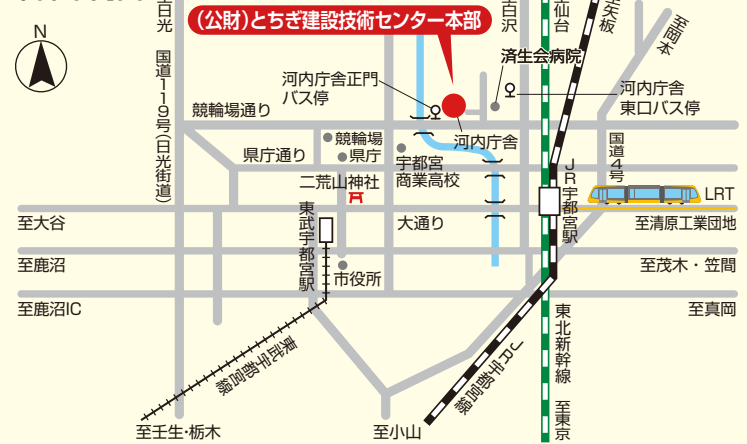 至日光
至白沢
至仙台
至矢板
至岡本
(公財)とちぎ建設技術センター本部
N
国道119号(日光街道)
済生会病院
河内庁舎正門
バス停
河内庁舎
東口バス停
競輪場通り
河内庁舎
競輪場
県庁通り
県庁
宇都宮
商業高校
国道4号
二荒山神社
JR宇都宮駅
LRT
至大谷
東武宇都宮駅
大通り
至清原工業団地
至鹿沼
市役所
至茂木・笠間
至鹿沼IC
至真岡
東武宇都宮線
JR宇都宮線
東北新幹線
至東京
至壬生・栃木
至小山